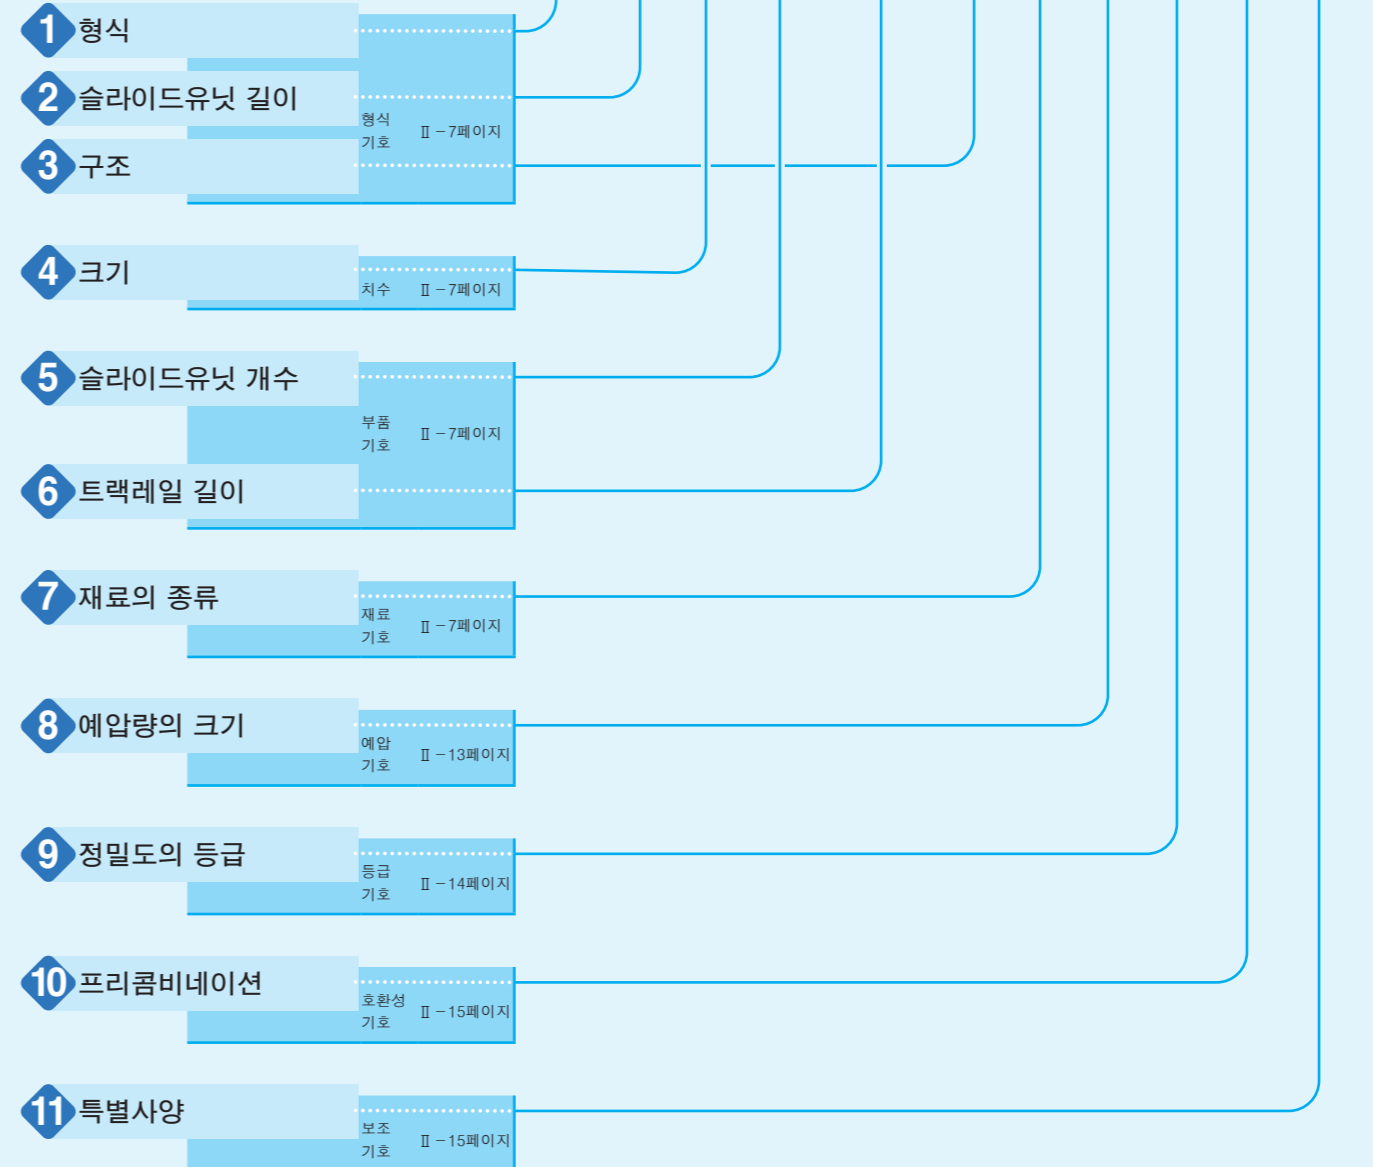 1 형식
2 슬라이드유닛 길이
형식
기호
Ⅱ－7페이지
3 구조
4 크기
치수 Ⅱ－7페이지
5 슬라이드유닛 개수
부품
기호
Ⅱ－7페이지
6 트랙레일 길이
7 재료의 종류
재료
기호
Ⅱ－7페이지
8 예압량의 크기
예압
기호
Ⅱ－13페이지
9 정밀도의 등급
등급
기호
Ⅱ－14페이지
10 프리콤비네이션
호환성
기호
Ⅱ－15페이지
11 특별사양
보조
기호
Ⅱ－15페이지